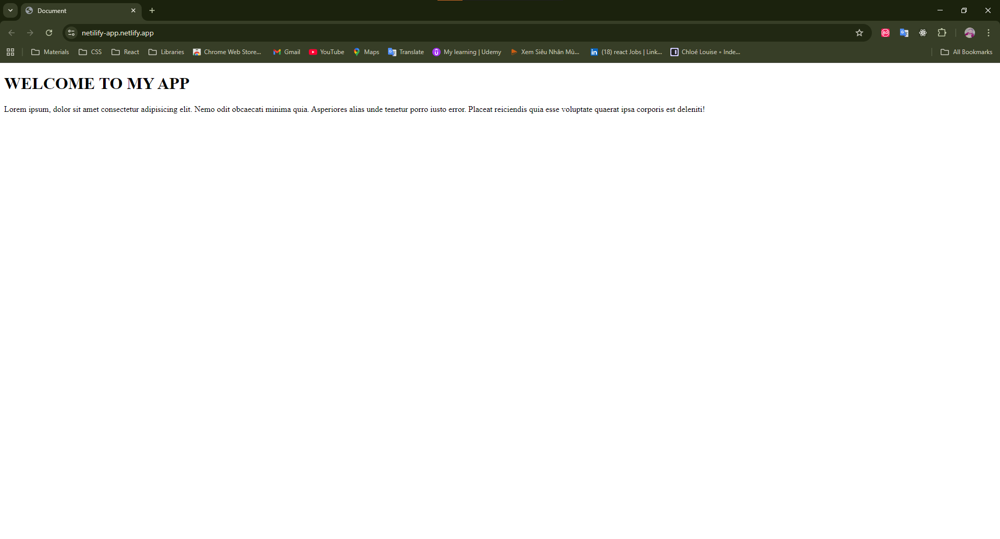 Document
netilify-app.netlify.app
Materials CSS React Libraries Chrome Web Store... Gmail YouTube Maps Translate My learning | Udemy Xem Siêu Nhân Mù... (18) react Jobs | Link... Chloé Louise • Inde... All Bookmarks
WELCOME TO MY APP
Lorem ipsum, dolor sit amet consectetur adipisicing elit. Nemo odit obcaecati minima quia. Asperiores alias unde tenetur porro iusto error. Placeat reiciendis quia esse voluptate quaerat ipsa corporis est deleniti!